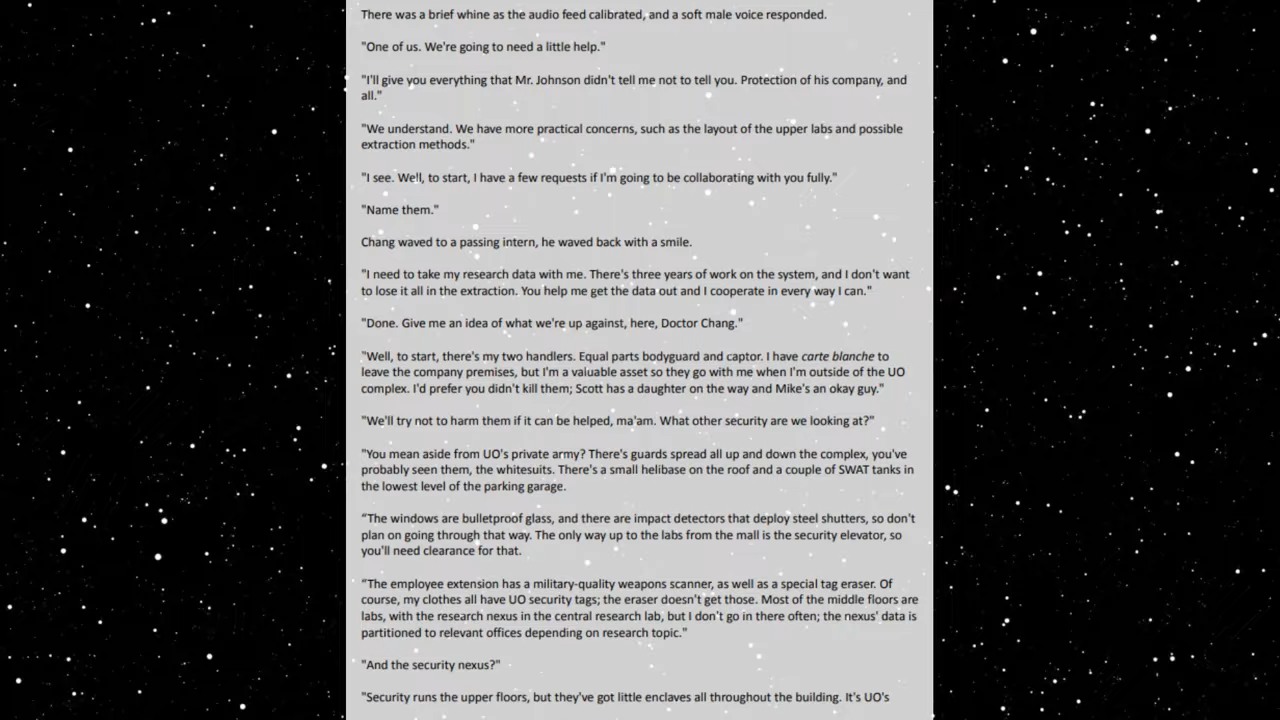 There was a brief whine as the audio feed calibrated, and a soft male voice responded.
"One of us. We're going to need a little help."
"I'll give you everything that Mr. Johnson didn't tell me not to tell you. Protection of his company, and
all."
"We understand. We have more practical concerns, such as the layout of the upper labs and possible
extraction methods."
"I see. Well, to start, I have a few requests if I'm going to be collaborating with you fully."
"Name them."
Chang waved to a passing intern, he waved back with a smile.
"I need to take my research data with me. There's three years of work on the system, and I don't want
to lose it all in the extraction. You help me get the data out and I cooperate in every way I can."
"Done. Give me an idea of what we're up against, here, Doctor Chang."
"Well, to start, there's my two handlers. Equal parts bodyguard and captor. I have carte blanche to
leave the company premises, but I'm a valuable asset so they go with me when I'm outside of the UO
complex. I'd prefer you didn't kill them; Scott has a daughter on the way and Mike's an okay guy."
"We'll try not to harm them if it can be helped, ma'am. What other security are we looking at?"
"You mean aside from UO's private army? There's guards spread all up and down the complex, you've
probably seen them, the whitesuits. There's a small helibase on the roof and a couple of SWAT tanks in
the lowest level of the parking garage.
“The windows are bulletproof glass, and there are impact detectors that deploy steel shutters, so don't
plan on going through that way. The only way up to the labs from the mall is the security elevator, so
you'll need clearance for that.
“The employee extension has a military-quality weapons scanner, as well as a special tag eraser. Of
course, my clothes all have UO security tags; the eraser doesn't get those. Most of the middle floors are
labs, with the research nexus in the central research lab, but I don't go in there often; the nexus' data is
partitioned to relevant offices depending on research topic."
"And the security nexus?"
"Security runs the upper floors, but they've got little enclaves all throughout the building. It's UO's